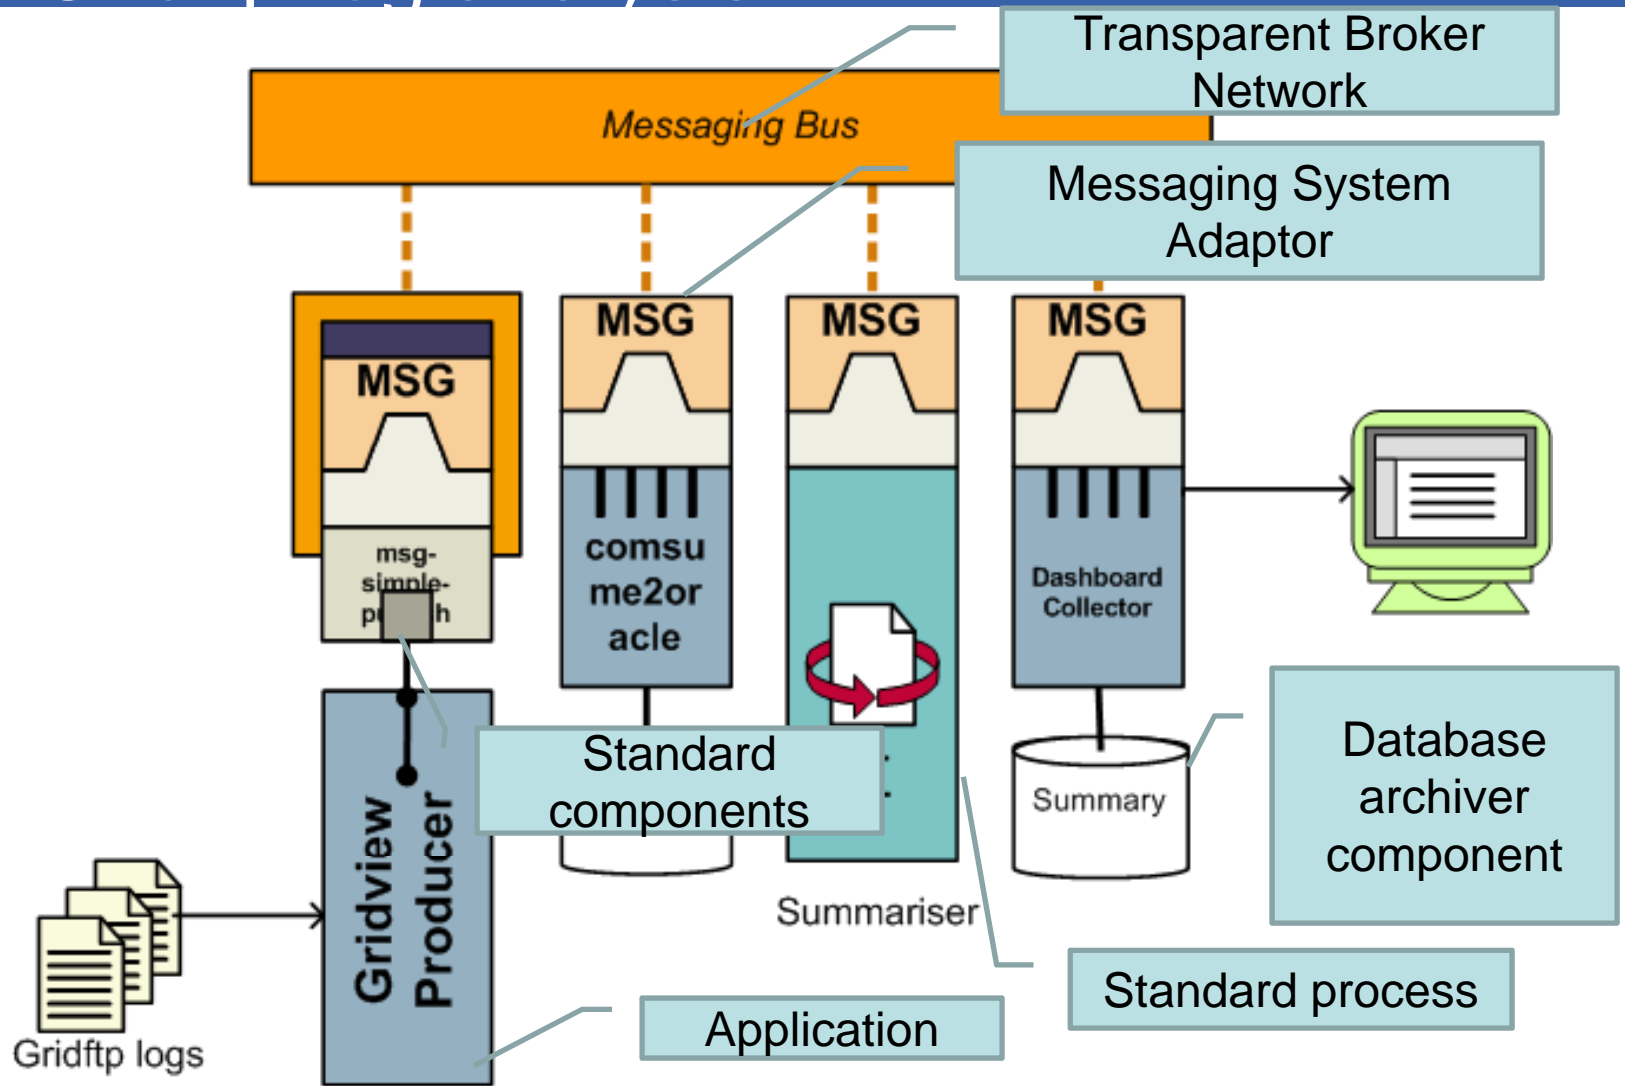 Transparent Broker
Network
Messaging Bus
Messaging System
Adaptor
MSG
MSG
MSG
MSG
msg-
simple-
comsu
me2or
acle
Dashboard
Collector
Standard
components
Summary
Database
archiver
component
Gridview
Producer
Summariser
Standard process
Application
Gridftp logs